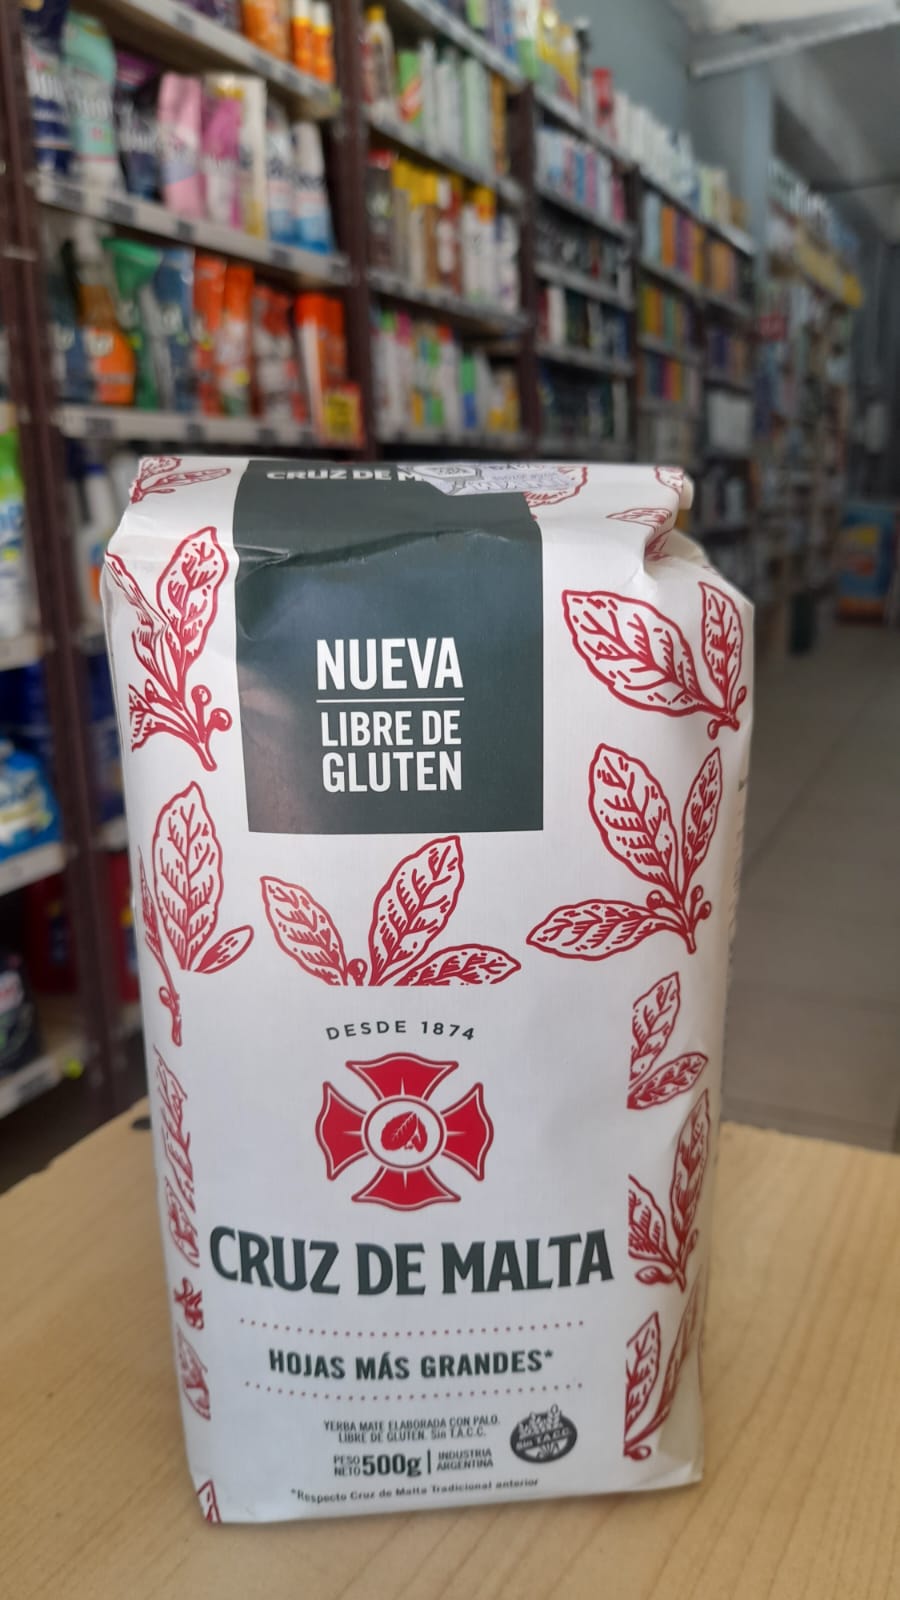 CRUZ DE
NUEVA
LIBRE DE
GLUTEN
DESDE 1874
CRUZ DE MALTA
HOJAS MÁS GRANDES*
YERBA MATE ELABORADA CON PALO.
LIBRE DE GLUTEN. Sin T.A.C.C.
SIN T.A.C.C.
PESO NETO 500g | INDUSTRIA ARGENTINA
*Respecto Cruz de Malta Tradicional anterior